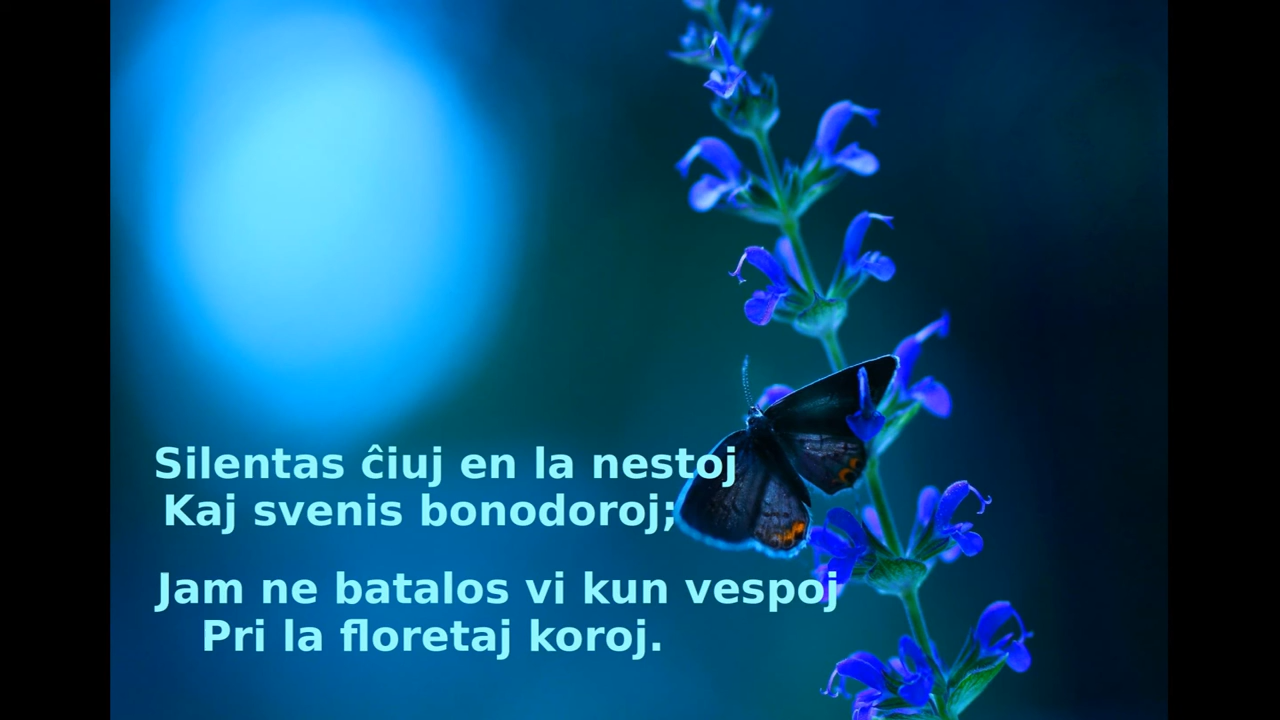 Silentas ĉiuj en la nestoj
Kaj svenis bonodoroj;
Jam ne batalos vi kun vespoj
Pri la floretaj koroj.